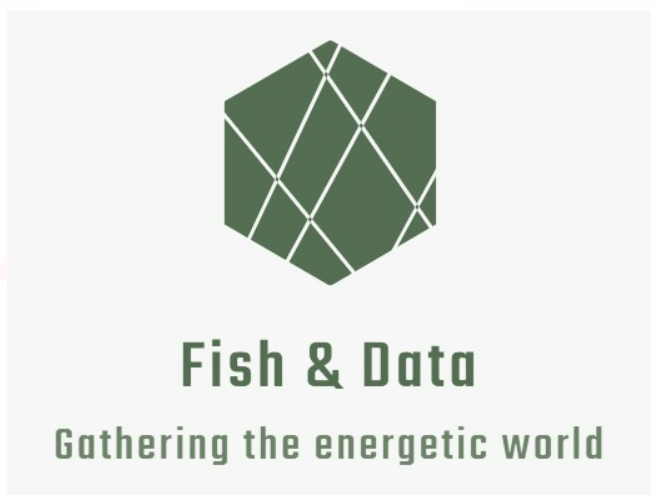 Fish & Data
Gathering the energetic world